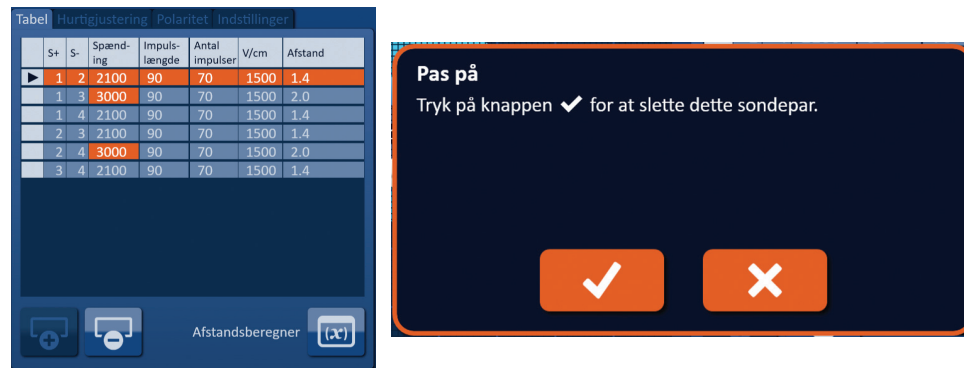 Tabel Hurtigjustering Polaritet Indstillinger
S+ S- Spænd-ing Impuls-længde Antal impulser V/cm Afstand
1 2 2100 90 70 1500 1.4
1 3 3000 90 70 1500 2.0
1 4 2100 90 70 1500 1.4
2 3 2100 90 70 1500 1.4
2 4 3000 90 70 1500 2.0
3 4 2100 90 70 1500 1.4
Afstandsberegner (x)
Pas på
Tryk på knappen ✔ for at slette dette sondepar.